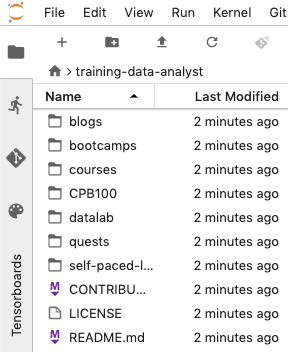 File Edit View Run Kernel Git
> training-data-analyst
Name Last Modified
blogs 2 minutes ago
bootcamps 2 minutes ago
courses 2 minutes ago
CPB100 2 minutes ago
datalab 2 minutes ago
quests 2 minutes ago
self-paced-l... 2 minutes ago
CONTRIBU... 2 minutes ago
LICENSE 2 minutes ago
README.md 2 minutes ago
Tensorboards